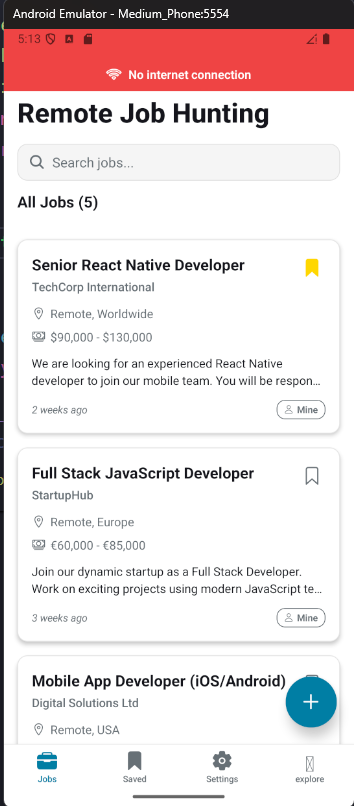 Android Emulator - Medium_Phone:5554
5:13
No internet connection
Remote Job Hunting
Search jobs...
All Jobs (5)
Senior React Native Developer
TechCorp International
Remote, Worldwide
$90,000 - $130,000
We are looking for an experienced React Native
developer to join our mobile team. You will be respon...
2 weeks ago
Mine
Full Stack JavaScript Developer
StartupHub
Remote, Europe
€60,000 - €85,000
Join our dynamic startup as a Full Stack Developer.
Work on exciting projects using modern JavaScript te...
3 weeks ago
Mine
Mobile App Developer (iOS/Android)
Digital Solutions Ltd
Remote, USA
Jobs
Saved
Settings
explore